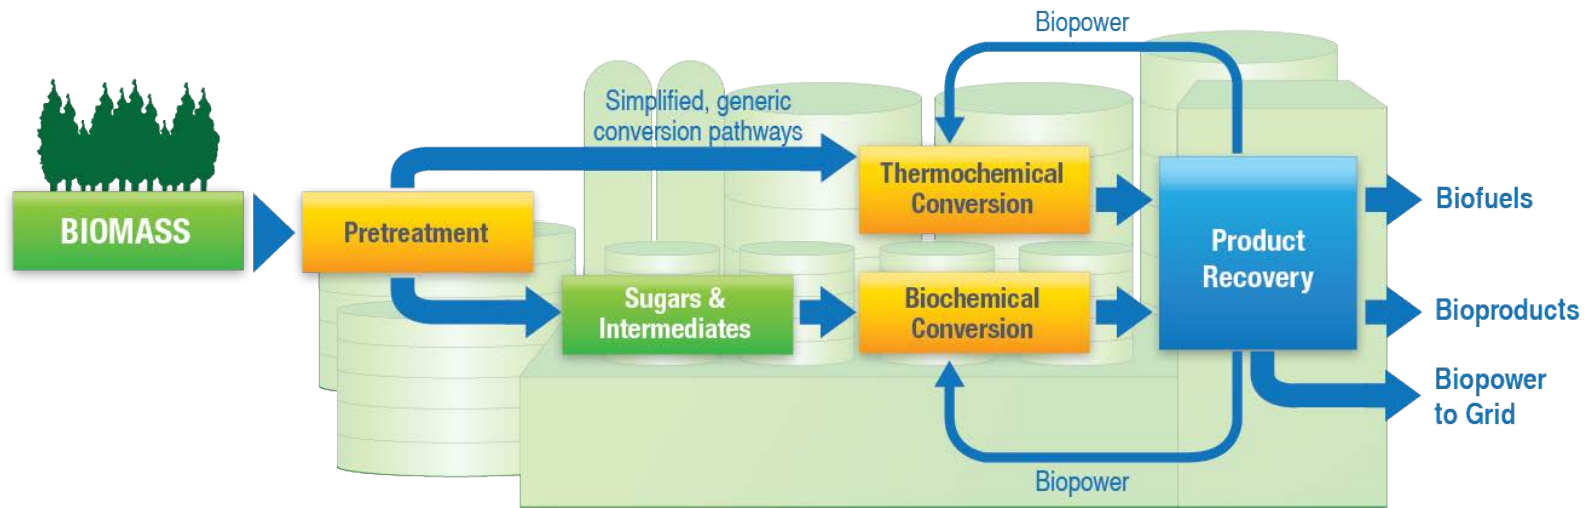 Biopower
Simplified, generic
conversion pathways
BIOMASS
Pretreatment
Thermochemical
Conversion
Sugars &
Intermediates
Biochemical
Conversion
Product
Recovery
Biofuels
Bioproducts
Biopower
to Grid
Biopower